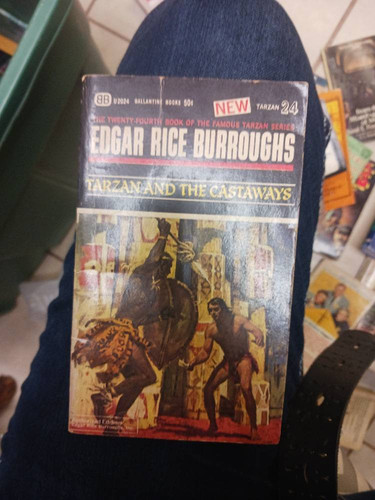 BB U2024 BALLANTINE BOOKS 50¢ NEW TARZAN 24
THE TWENTY-FOURTH BOOK OF THE FAMOUS TARZAN SERIES
EDGAR RICE BURROUGHS
TARZAN AND THE CASTAWAYS